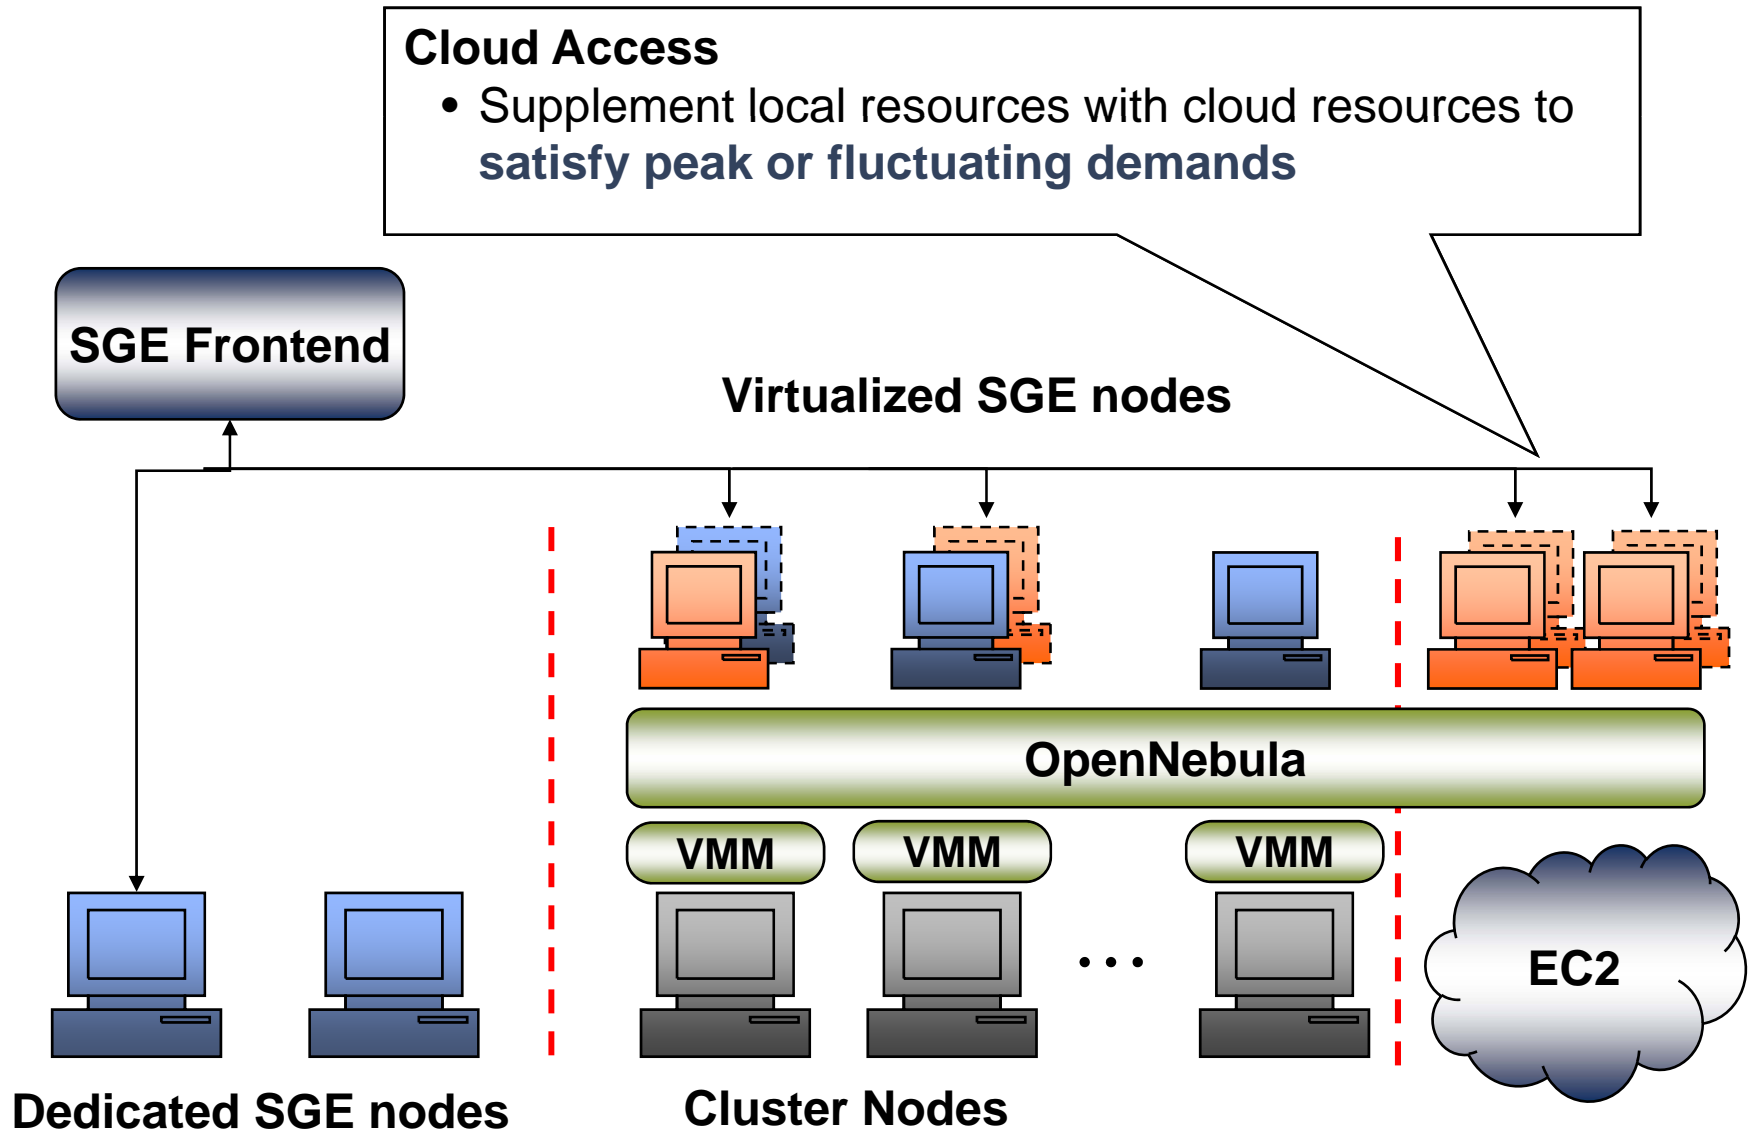 Cloud Access
• Supplement local resources with cloud resources to
satisfy peak or fluctuating demands
SGE Frontend
Virtualized SGE nodes
OpenNebula
VMM VMM VMM
...
EC2
Dedicated SGE nodes
Cluster Nodes